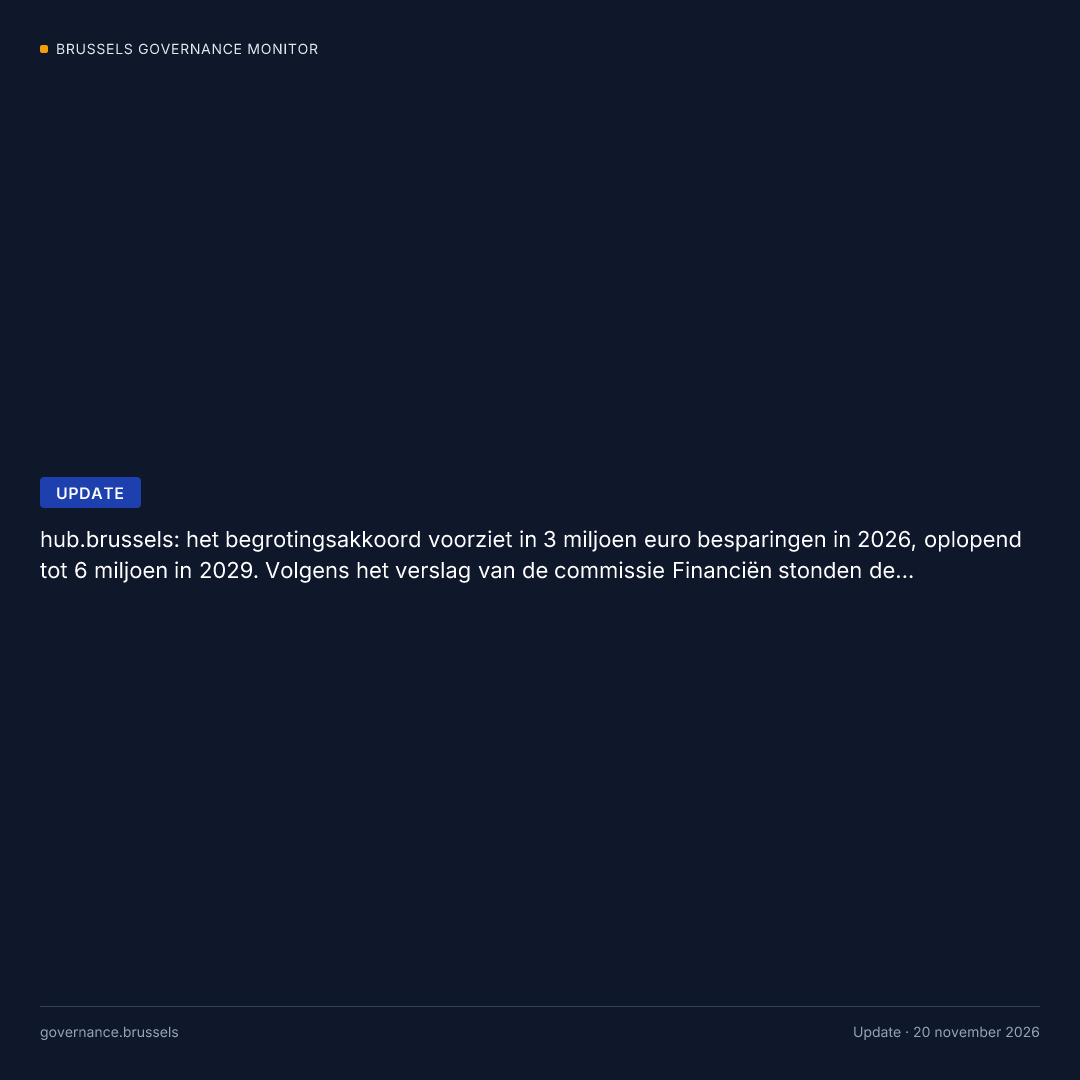 BRUSSELS GOVERNANCE MONITOR
UPDATE
hub.brussels: het begrotingsakkoord voorziet in 3 miljoen euro besparingen in 2026, oplopend
tot 6 miljoen in 2029. Volgens het verslag van de commissie Financiën stonden de...
governance.brussels
Update · 20 november 2026